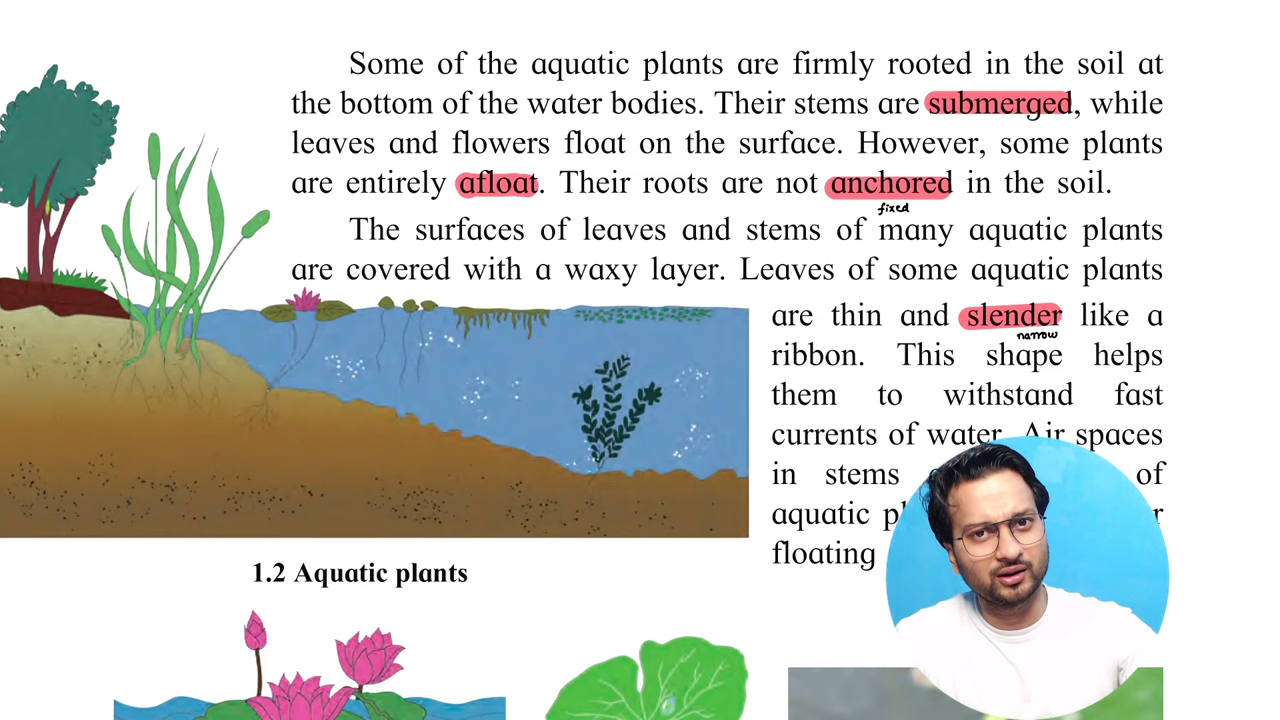 Some of the aquatic plants are firmly rooted in the soil at
the bottom of the water bodies. Their stems are submerged, while
leaves and flowers float on the surface. However, some plants
are entirely afloat. Their roots are not anchored in the soil.
fixed
The surfaces of leaves and stems of many aquatic plants
are covered with a waxy layer. Leaves of some aquatic plants
are thin and slender like a
narrow
ribbon. This shape helps
them to withstand fast
currents of water. Air spaces
in stems of
aquatic
floating
1.2 Aquatic plants